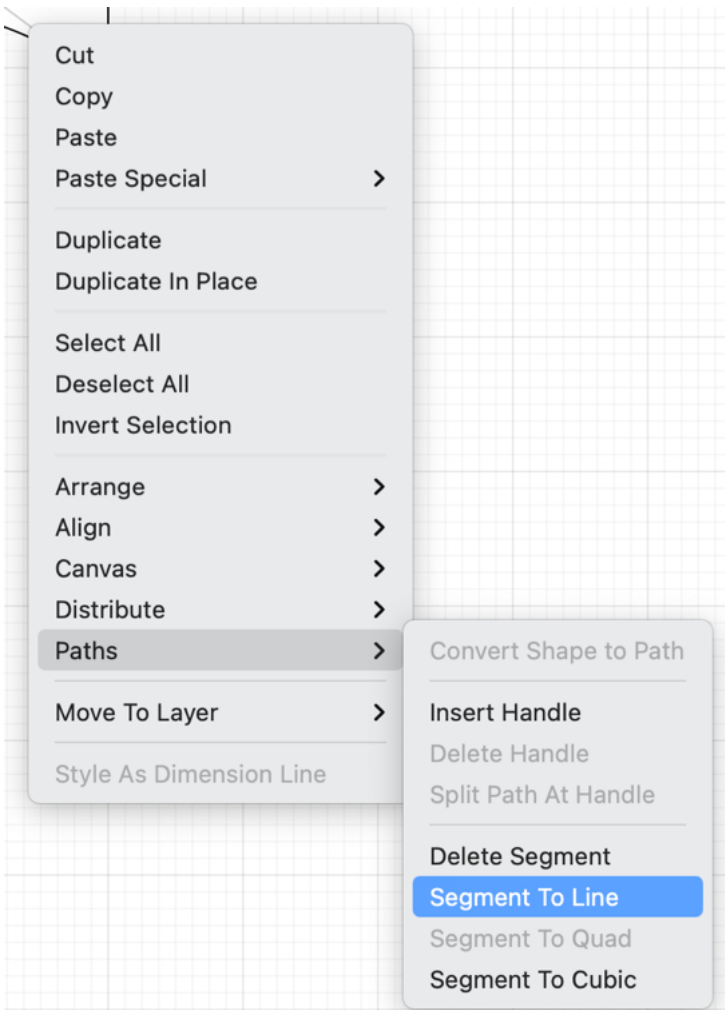 Cut
Copy
Paste
Paste Special
Duplicate
Duplicate In Place
Select All
Deselect All
Invert Selection
Arrange
Align
Canvas
Distribute
Paths
Move To Layer
Style As Dimension Line
Convert Shape to Path
Insert Handle
Delete Handle
Split Path At Handle
Delete Segment
Segment To Line
Segment To Quad
Segment To Cubic